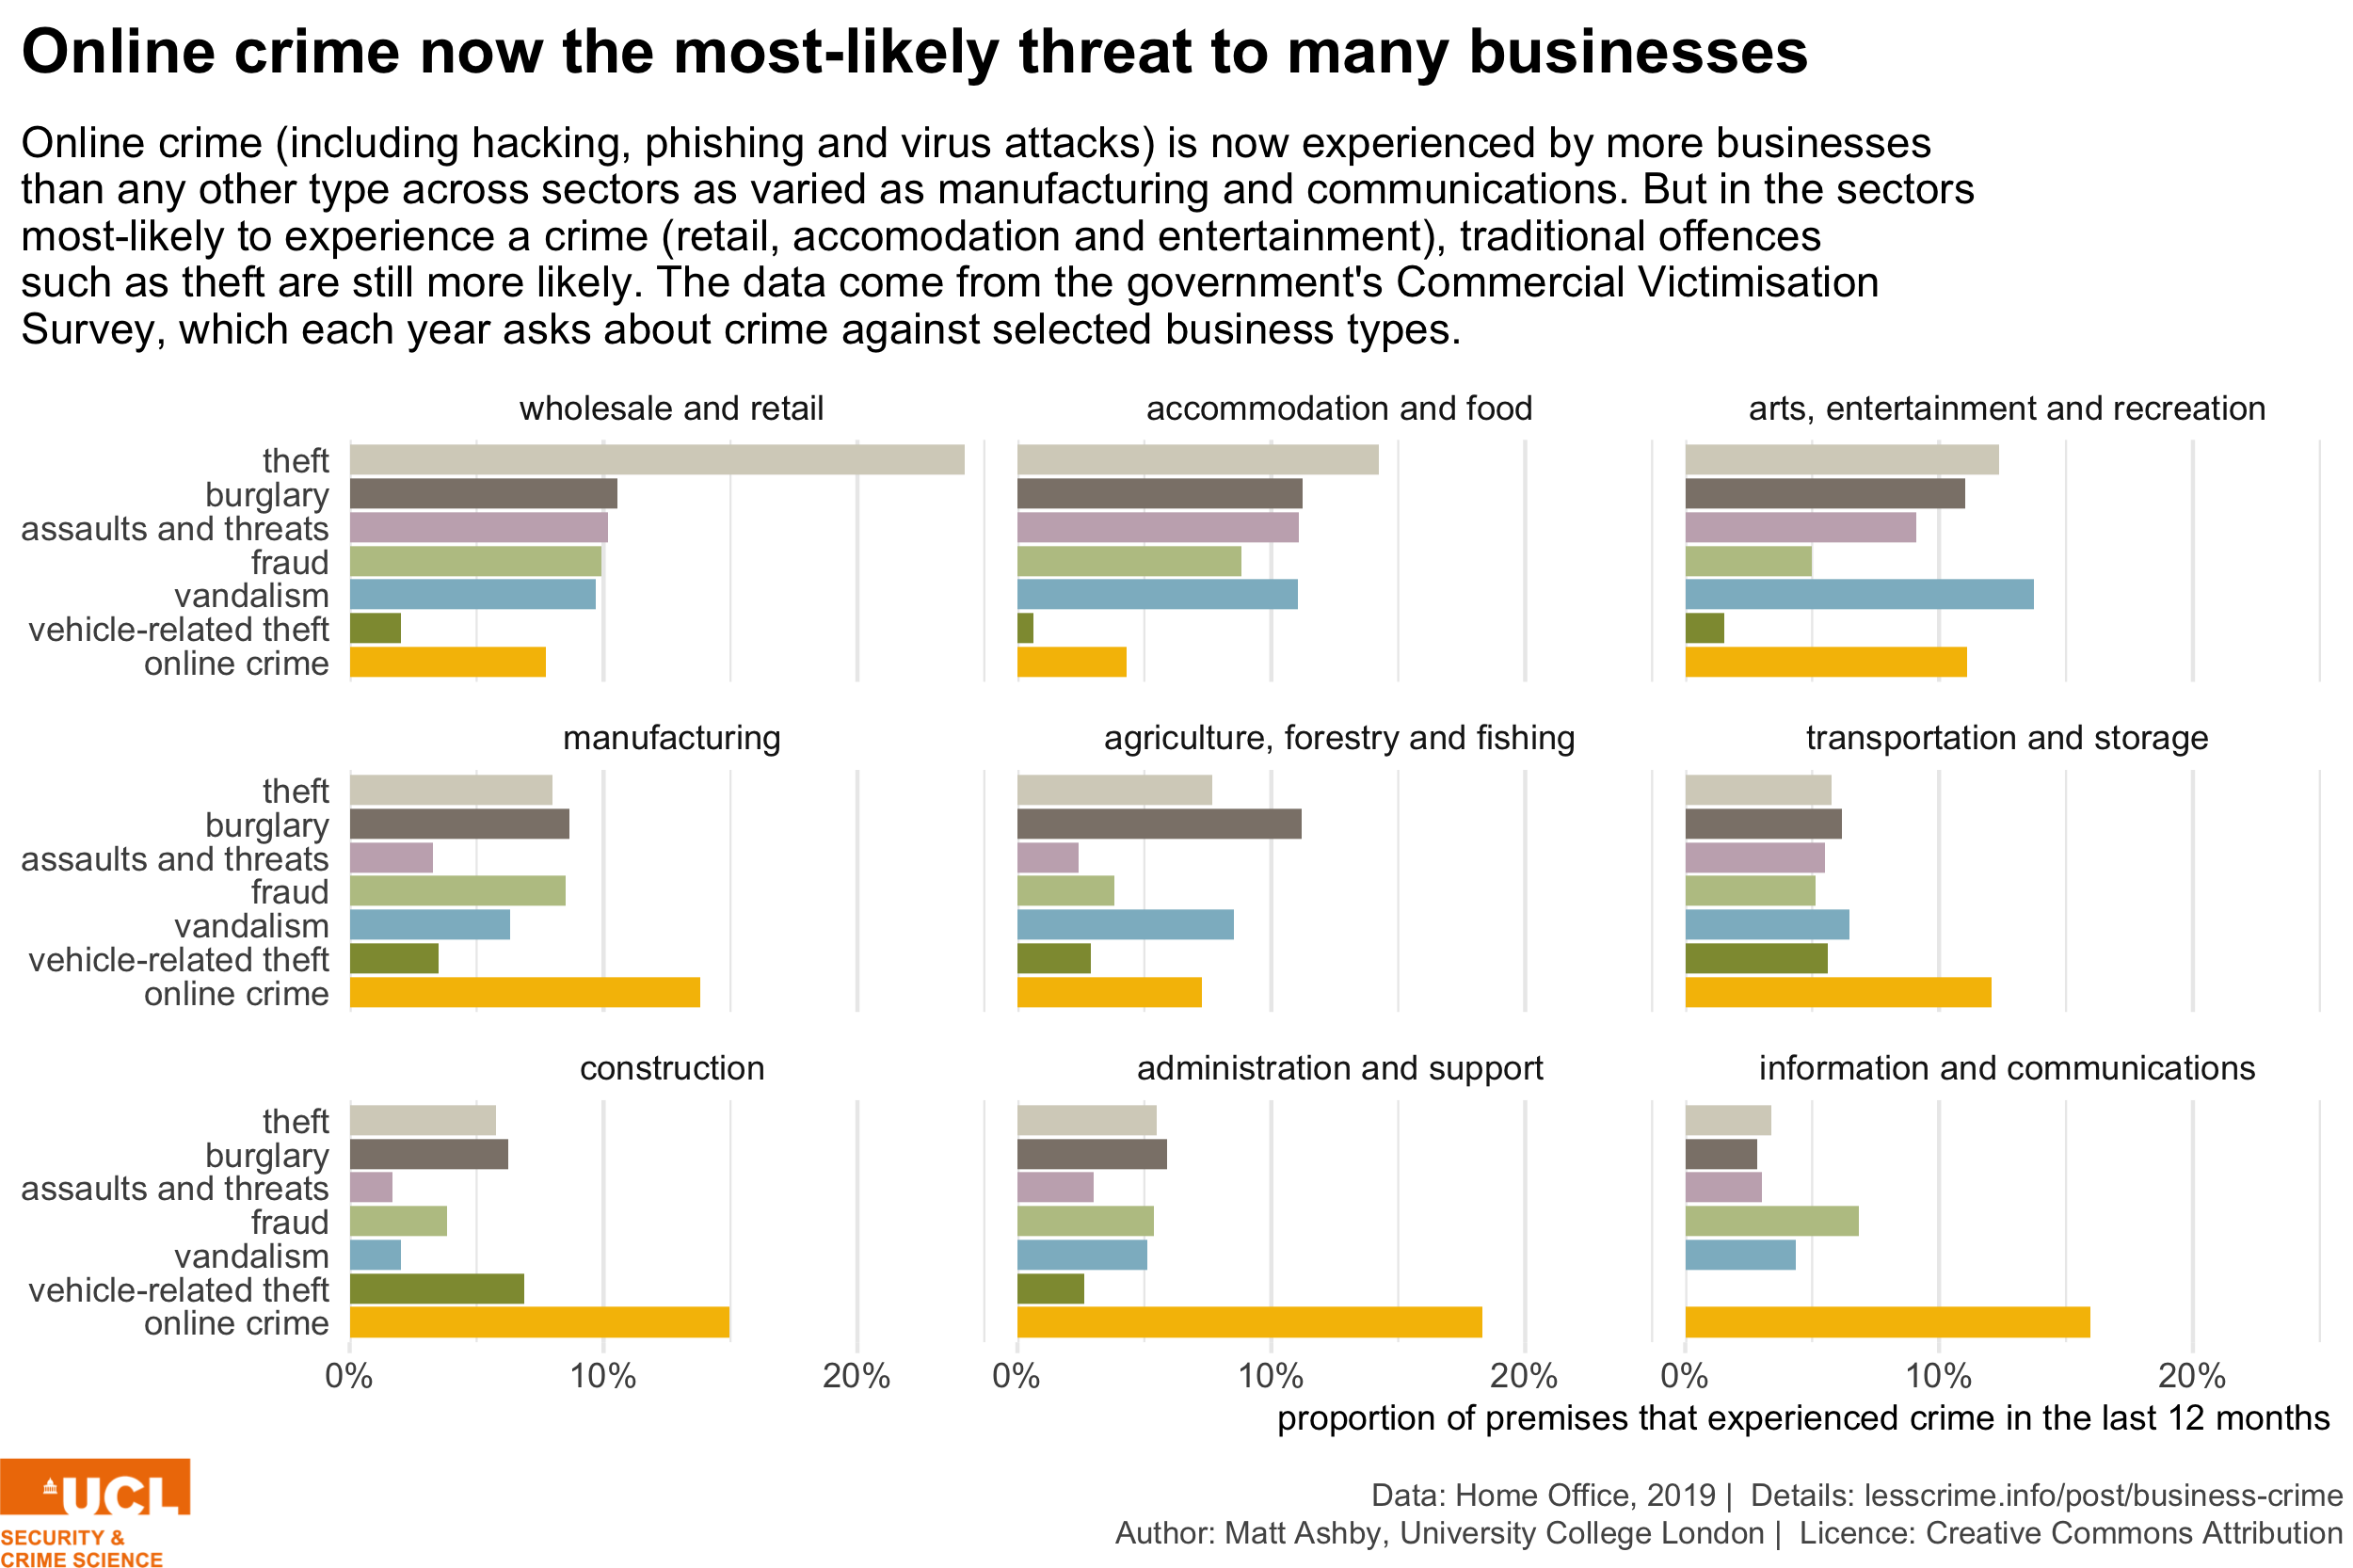 Online crime now the most-likely threat to many businesses
Online crime (including hacking, phishing and virus attacks) is now experienced by more businesses
than any other type across sectors as varied as manufacturing and communications. But in the sectors
most-likely to experience a crime (retail, accomodation and entertainment), traditional offences
such as theft are still more likely. The data come from the government's Commercial Victimisation
Survey, which each year asks about crime against selected business types.
wholesale and retail
accommodation and food
arts, entertainment and recreation
theft
burglary
assaults and threats
fraud
vandalism
vehicle-related theft
online crime
manufacturing
agriculture, forestry and fishing
transportation and storage
theft
burglary
assaults and threats
fraud
vandalism
vehicle-related theft
online crime
construction
administration and support
information and communications
theft
burglary
assaults and threats
fraud
vandalism
vehicle-related theft
online crime
0% 10% 20% 0% 10% 20% 0% 10% 20%
proportion of premises that experienced crime in the last 12 months
UCL
SECURITY &
CRIME SCIENCE
Data: Home Office, 2019 | Details: lesscrime.info/post/business-crime
Author: Matt Ashby, University College London | Licence: Creative Commons Attribution